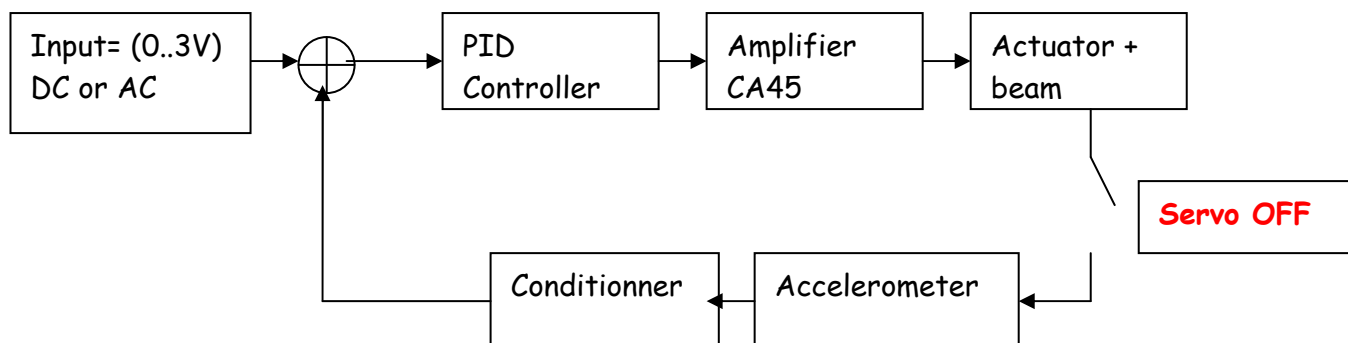 Input= (0..3V)
DC or AC
PID
Controller
Amplifier
CA45
Actuator +
beam
Servo OFF
Conditionner
Accelerometer